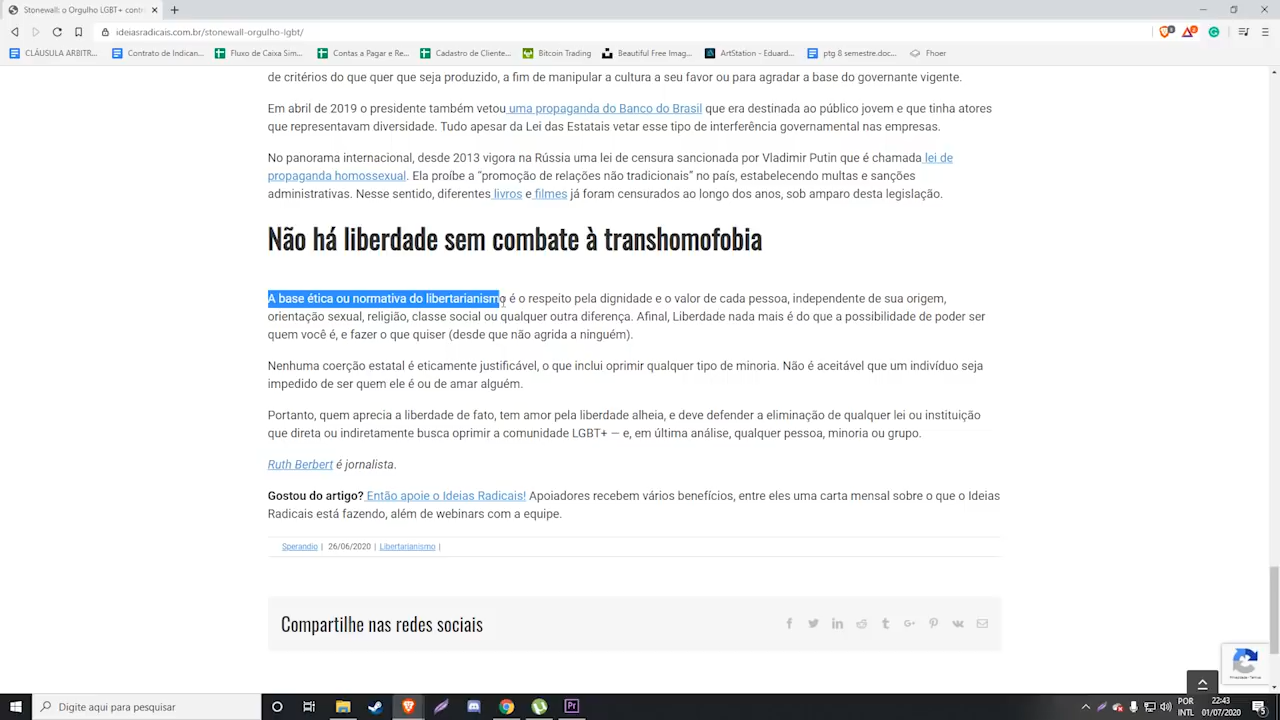 Stonewall: o Orgulho LGBT+ contr
ideiasradicais.com.br/stonewall-orgulho-lgbt/
CLÁUSULA ARBITR... Contrato de Indican... Fluxo de Caixa Sim... Contas a Pagar e Re... Cadastro de Cliente... Bitcoin Trading Beautiful Free Imag... ArtStation - Eduard... ptg 8 semestre.doc... Fhoer
de critérios do que quer que seja produzido, a fim de manipular a cultura a seu favor ou para agradar a base do governante vigente.
Em abril de 2019 o presidente também vetou uma propaganda do Banco do Brasil que era destinada ao público jovem e que tinha atores
que representavam diversidade. Tudo apesar da Lei das Estatais vetar esse tipo de interferência governamental nas empresas.
No panorama internacional, desde 2013 vigora na Rússia uma lei de censura sancionada por Vladimir Putin que é chamada lei de
propaganda homossexual. Ela proíbe a “promoção de relações não tradicionais” no país, estabelecendo multas e sanções
administrativas. Nesse sentido, diferentes livros e filmes já foram censurados ao longo dos anos, sob amparo desta legislação.
Não há liberdade sem combate à transhomofobia
A base ética ou normativa do libertarianismo é o respeito pela dignidade e o valor de cada pessoa, independente de sua origem,
orientação sexual, religião, classe social ou qualquer outra diferença. Afinal, Liberdade nada mais é do que a possibilidade de poder ser
quem você é, e fazer o que quiser (desde que não agrida a ninguém).
Nenhuma coerção estatal é eticamente justificável, o que inclui oprimir qualquer tipo de minoria. Não é aceitável que um indivíduo seja
impedido de ser quem ele é ou de amar alguém.
Portanto, quem aprecia a liberdade de fato, tem amor pela liberdade alheia, e deve defender a eliminação de qualquer lei ou instituição
que direta ou indiretamente busca oprimir a comunidade LGBT+ — e, em última análise, qualquer pessoa, minoria ou grupo.
Ruth Berbert é jornalista.
Gostou do artigo? Então apoie o Ideias Radicais! Apoiadores recebem vários benefícios, entre eles uma carta mensal sobre o que o Ideias
Radicais está fazendo, além de webinars com a equipe.
Sperandio | 26/06/2020 | Libertarianismo |
Compartilhe nas redes sociais
Digite aqui para pesquisar
INTL
22:43
01/07/2020